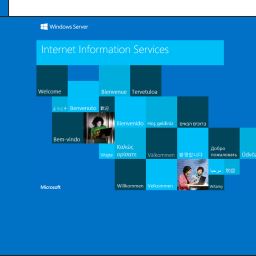 Windows Server
Internet Information Services
Welcome
Bienvenue
Tervetuloa
ようこそ
Benvenuto
歡迎
Bienvenido
Hoş geldiniz
ברוכים הבאים
Bem-vindo
Vítejte
Καλώς
ορίσατε
Välkommen
환영합니다
Добро
пожаловать
Üdvözö
مرحبا
欢迎
Microsoft
Willkommen
Velkommen
Witamy